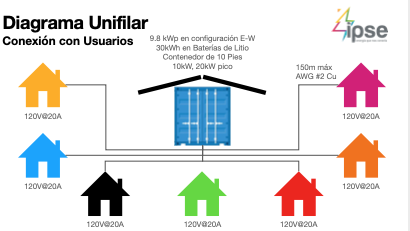 Diagrama Unifilar
Conexión con Usuarios
9.8 kWp en configuración E-W
30kWh en Baterías de Litio
Contenedor de 10 Pies
10kW, 20kW pico
ipse
150m máx
AWG #2 Cu
120V@20A
120V@20A
120V@20A
120V@20A
120V@20A
120V@20A
120V@20A